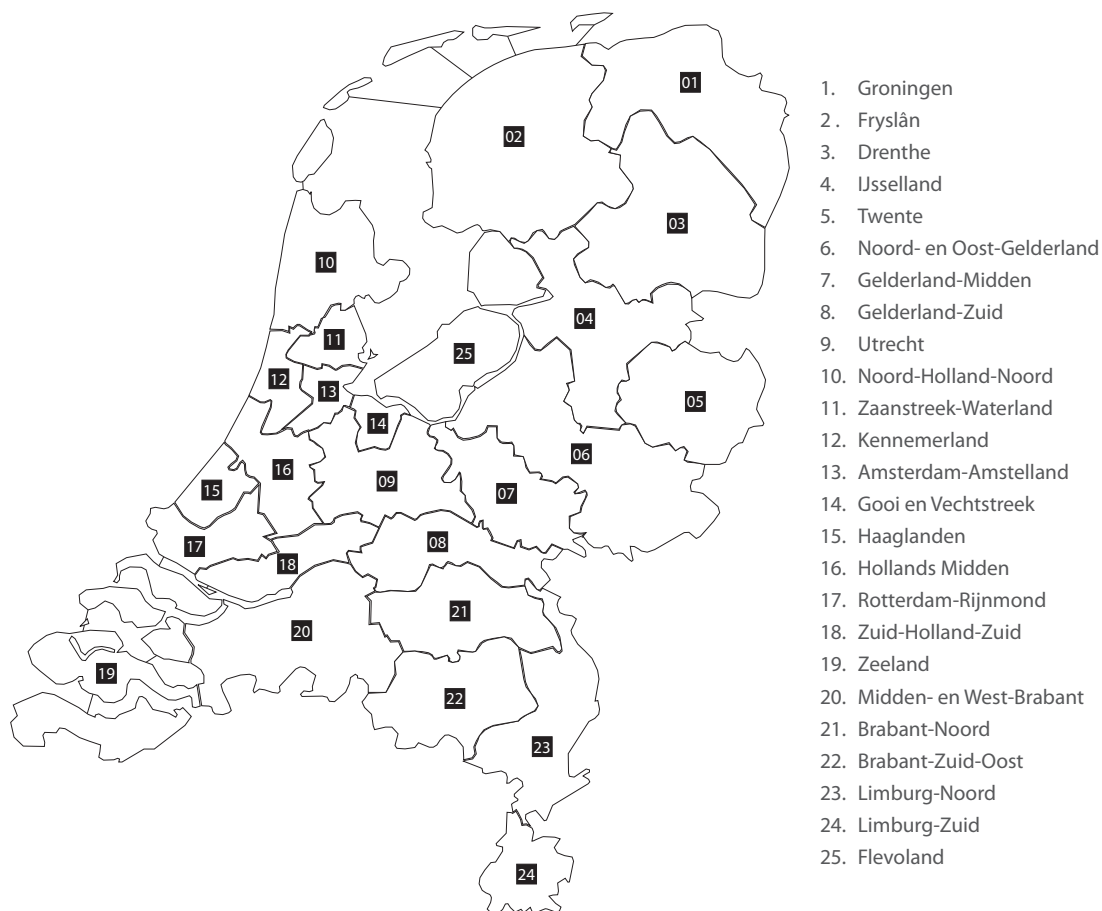 01
02
03
10
04
11
25
12
13
05
14
06
16
09
15
07
08
17
18
21
20
19
22
23
24
1. Groningen
2 . Fryslân
3. Drenthe
4. IJsselland
5. Twente
6. Noord- en Oost-Gelderland
7. Gelderland-Midden
8. Gelderland-Zuid
9. Utrecht
10. Noord-Holland-Noord
11. Zaanstreek-Waterland
12. Kennemerland
13. Amsterdam-Amstelland
14. Gooi en Vechtstreek
15. Haaglanden
16. Hollands Midden
17. Rotterdam-Rijnmond
18. Zuid-Holland-Zuid
19. Zeeland
20. Midden- en West-Brabant
21. Brabant-Noord
22. Brabant-Zuid-Oost
23. Limburg-Noord
24. Limburg-Zuid
25. Flevoland